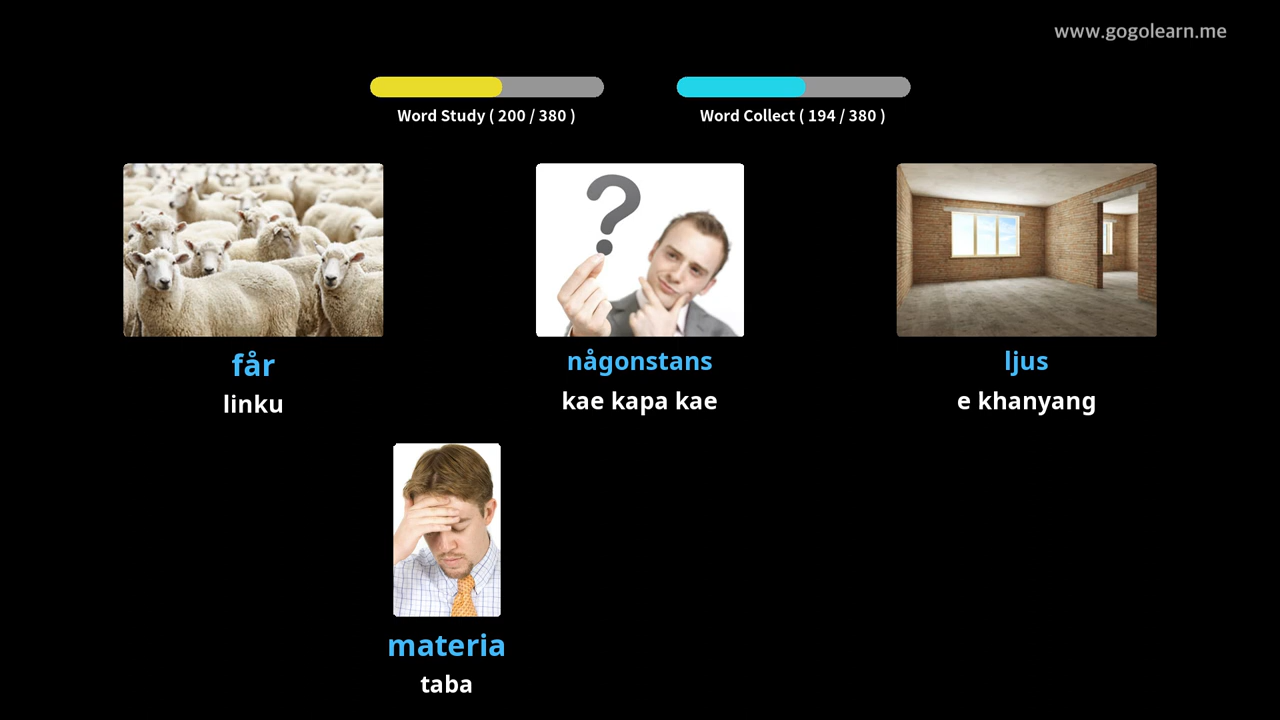 www.gogolearn.me
Word Study ( 200 / 380 )
Word Collect ( 194 / 380 )
får
linku
någonstans
kae kapa kae
ljus
e khanyang
materia
taba